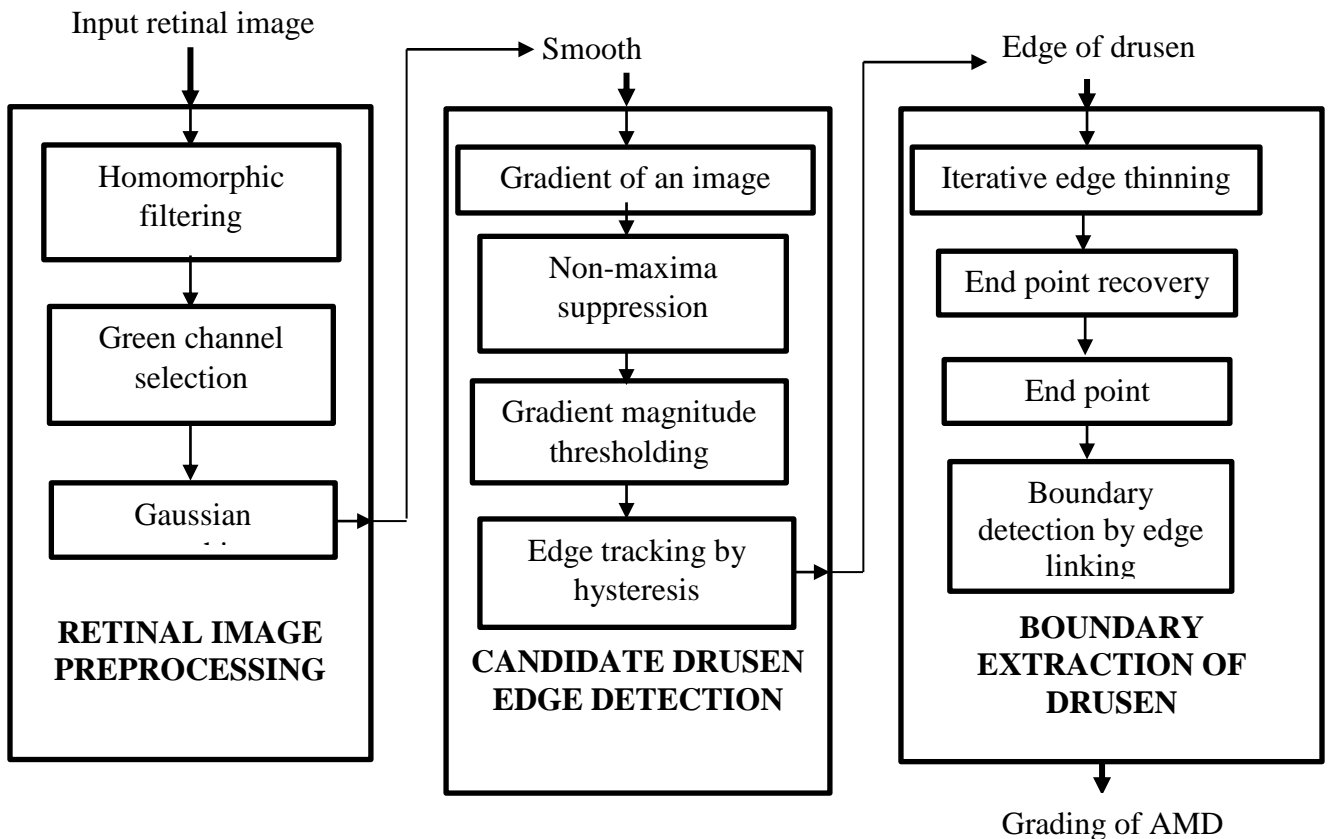 Input retinal image
Homomorphic
filtering
Green channel
selection
Gaussian
RETINAL IMAGE
PREPROCESSING
Smooth
Gradient of an image
Non-maxima
suppression
Gradient magnitude
thresholding
Edge tracking by
hysteresis
CANDIDATE DRUSEN
EDGE DETECTION
Edge of drusen
Iterative edge thinning
End point recovery
End point
Boundary
detection by edge
linking
BOUNDARY
EXTRACTION OF
DRUSEN
Grading of AMD